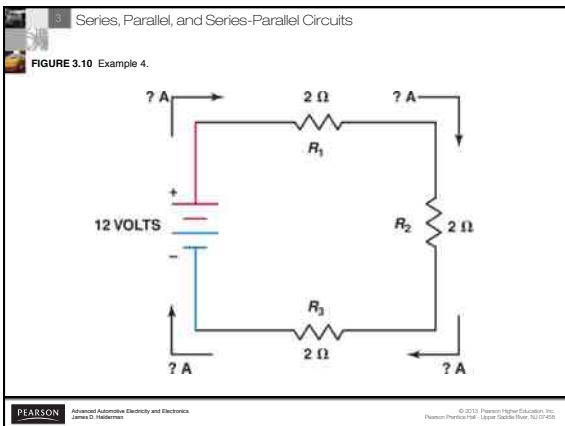 3 Series, Parallel, and Series-Parallel Circuits
FIGURE 3.10 Example 4.
? A 2 Ω ? A
R₁
+
12 VOLTS R₂ 2 Ω
−
R₃
2 Ω
? A ? A
PEARSON Advanced Automotive Electricity and Electronics © 2013 Pearson Higher Education, Inc.
James D. Halderman Pearson Prentice Hall - Upper Saddle River, NJ 07458